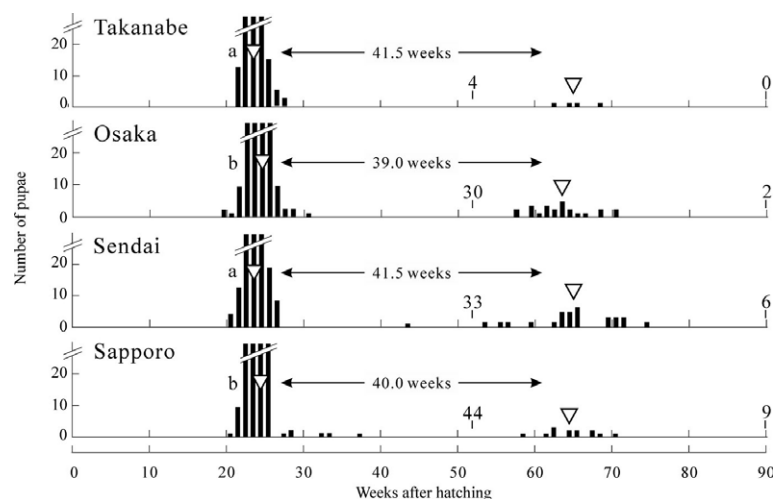 Takanabe
20
a
41.5 weeks
10
4
0
0
Osaka
20
b
39.0 weeks
10
30
2
0
Number of pupae
Sendai
20
a
41.5 weeks
10
33
6
0
Sapporo
20
b
40.0 weeks
10
44
9
0
0 10 20 30 40 50 60 70 80 90
Weeks after hatching